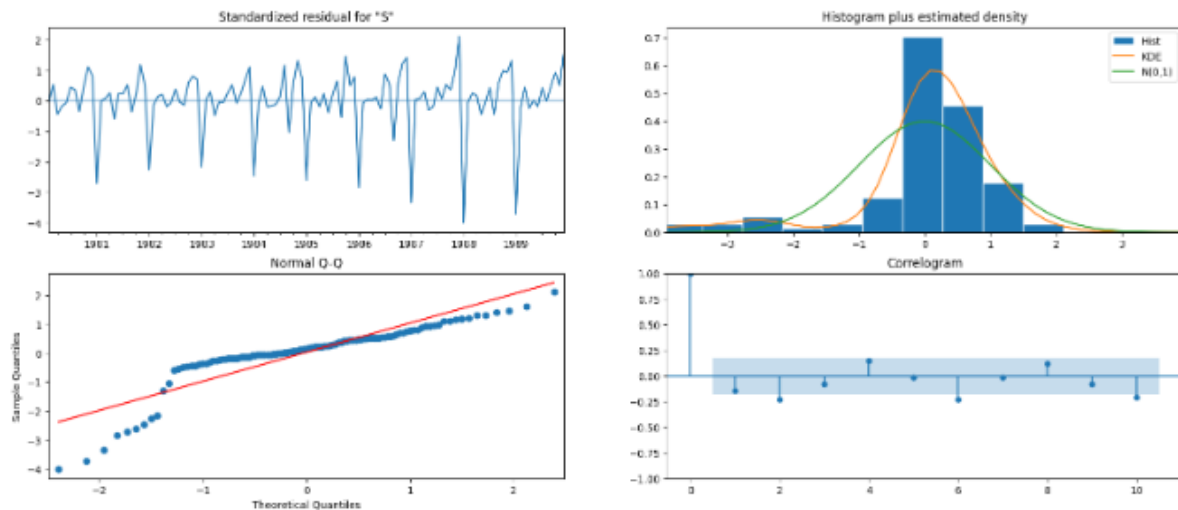 Standardized residual for "S"
2
1
0
−1
−2
−3
−4
1981 1982 1983 1984 1985 1986 1987 1988 1989
Histogram plus estimated density
Hist
KDE
N(0,1)
0.7
0.6
0.5
0.4
0.3
0.2
0.1
0.0
−3 −2 −1 0 1 2 3
Normal Q-Q
Sample Quantiles
2
1
0
−1
−2
−3
−4
−2 −1 0 1 2
Theoretical Quantiles
Correlogram
1.00
0.75
0.50
0.25
0.00
−0.25
−0.50
−0.75
−1.00
0 2 4 6 8 10